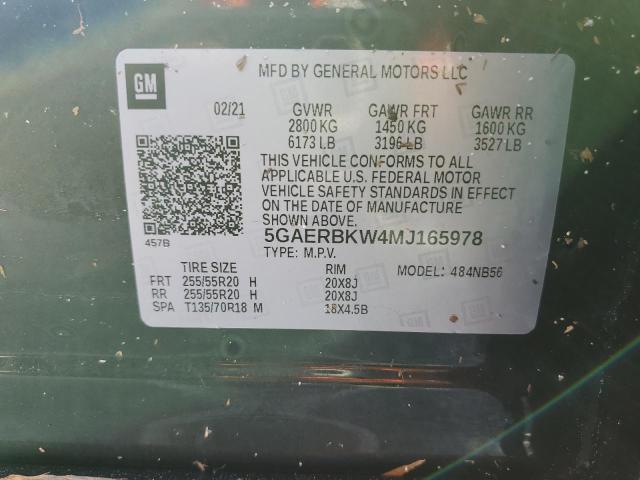 GM MFD BY GENERAL MOTORS LLC
02/21 GVWR GAWR FRT GAWR RR
2800 KG 1450 KG 1600 KG
6173 LB 3196 LB 3527 LB
THIS VEHICLE CONFORMS TO ALL
APPLICABLE U.S. FEDERAL MOTOR
VEHICLE SAFETY STANDARDS IN EFFECT
ON THE DATE OF MANUFACTURE
SHOWN ABOVE.
457B 5GAERBKW4MJ165978
TYPE: M.P.V. MODEL: 484NB56
TIRE SIZE RIM
FRT 255/55R20 H 20X8J
RR 255/55R20 H 20X8J
SPA T135/70R18 M 18X4.5B